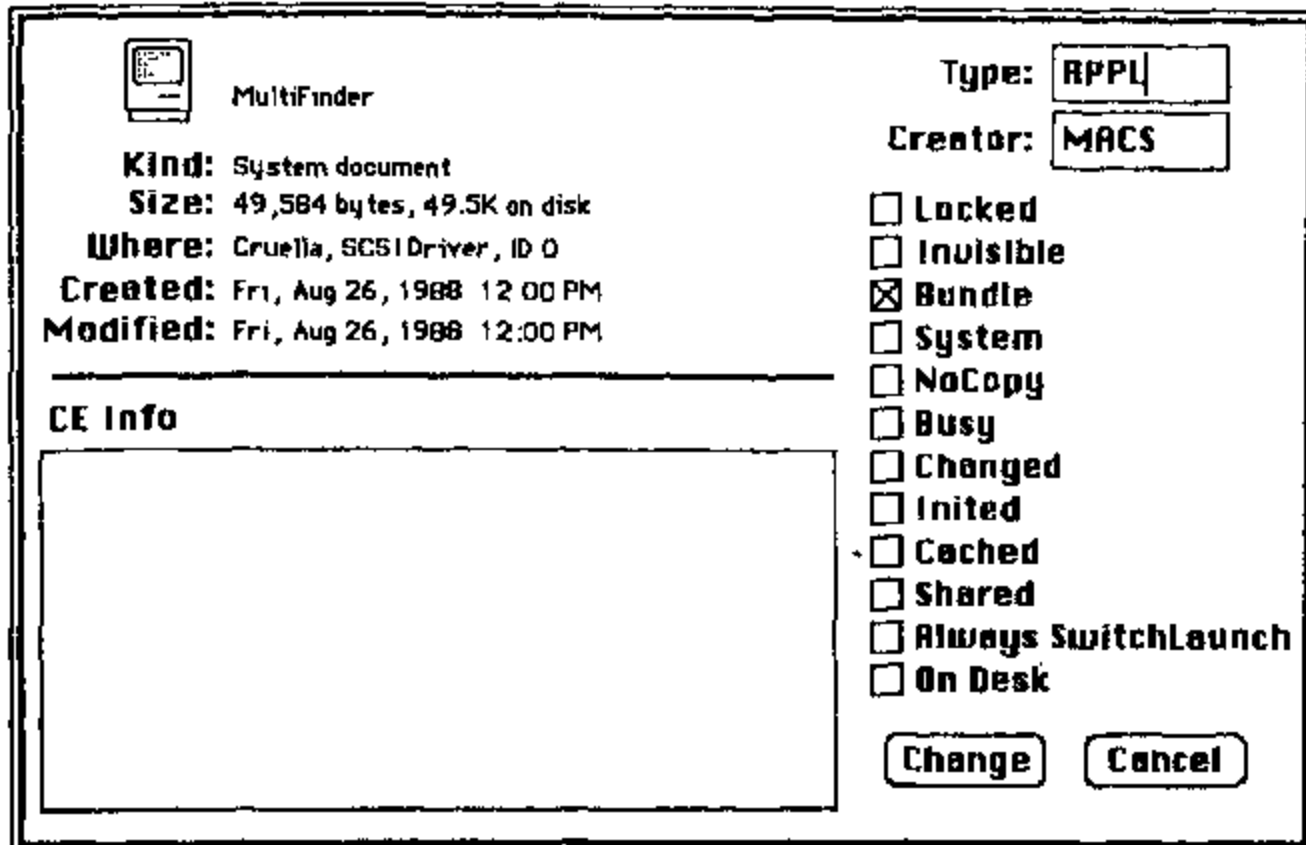 MultiFinder
Kind: System document
Size: 49,584 bytes, 49.5K on disk
Where: Cruella, SCSI Driver, ID 0
Created: Fri, Aug 26, 1988 12:00 PM
Modified: Fri, Aug 26, 1988 12:00 PM
CE Info
Type: APPL
Creator: MACS
Locked
Invisible
Bundle
System
NoCopy
Busy
Changed
Inited
Cached
Shared
Always SwitchLaunch
On Desk
Change Cancel